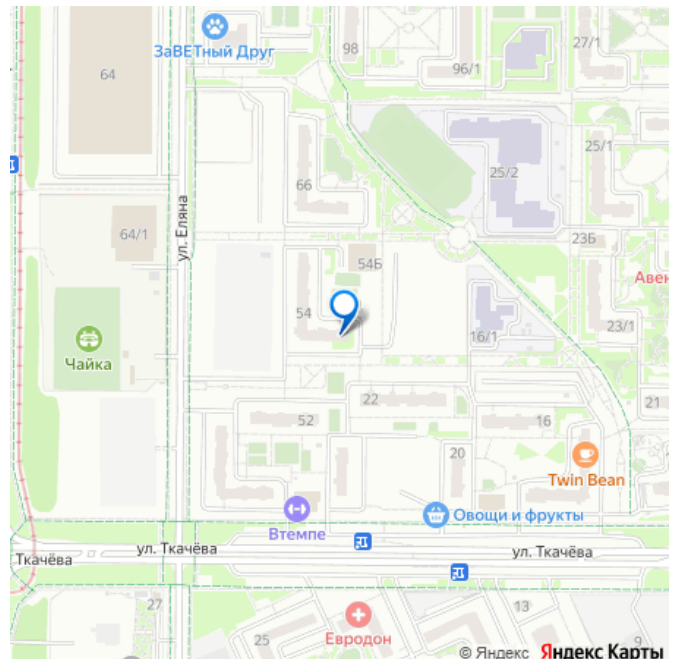 ЗаВЕТный Друг
98
27/1
64
96/1
25/1
25/2
66
ул. Еляна
64/1
23Б
54Б
Авен
54
16/1
23/1
Чайка
22
21
52
16
20
Twin Bean
Втемпе
Овощи и фрукты
ул. Ткачёва
Ткачёва
ул. Ткачёва
27
13
25
Евродон
9
© Яндекс Яндекс Карты